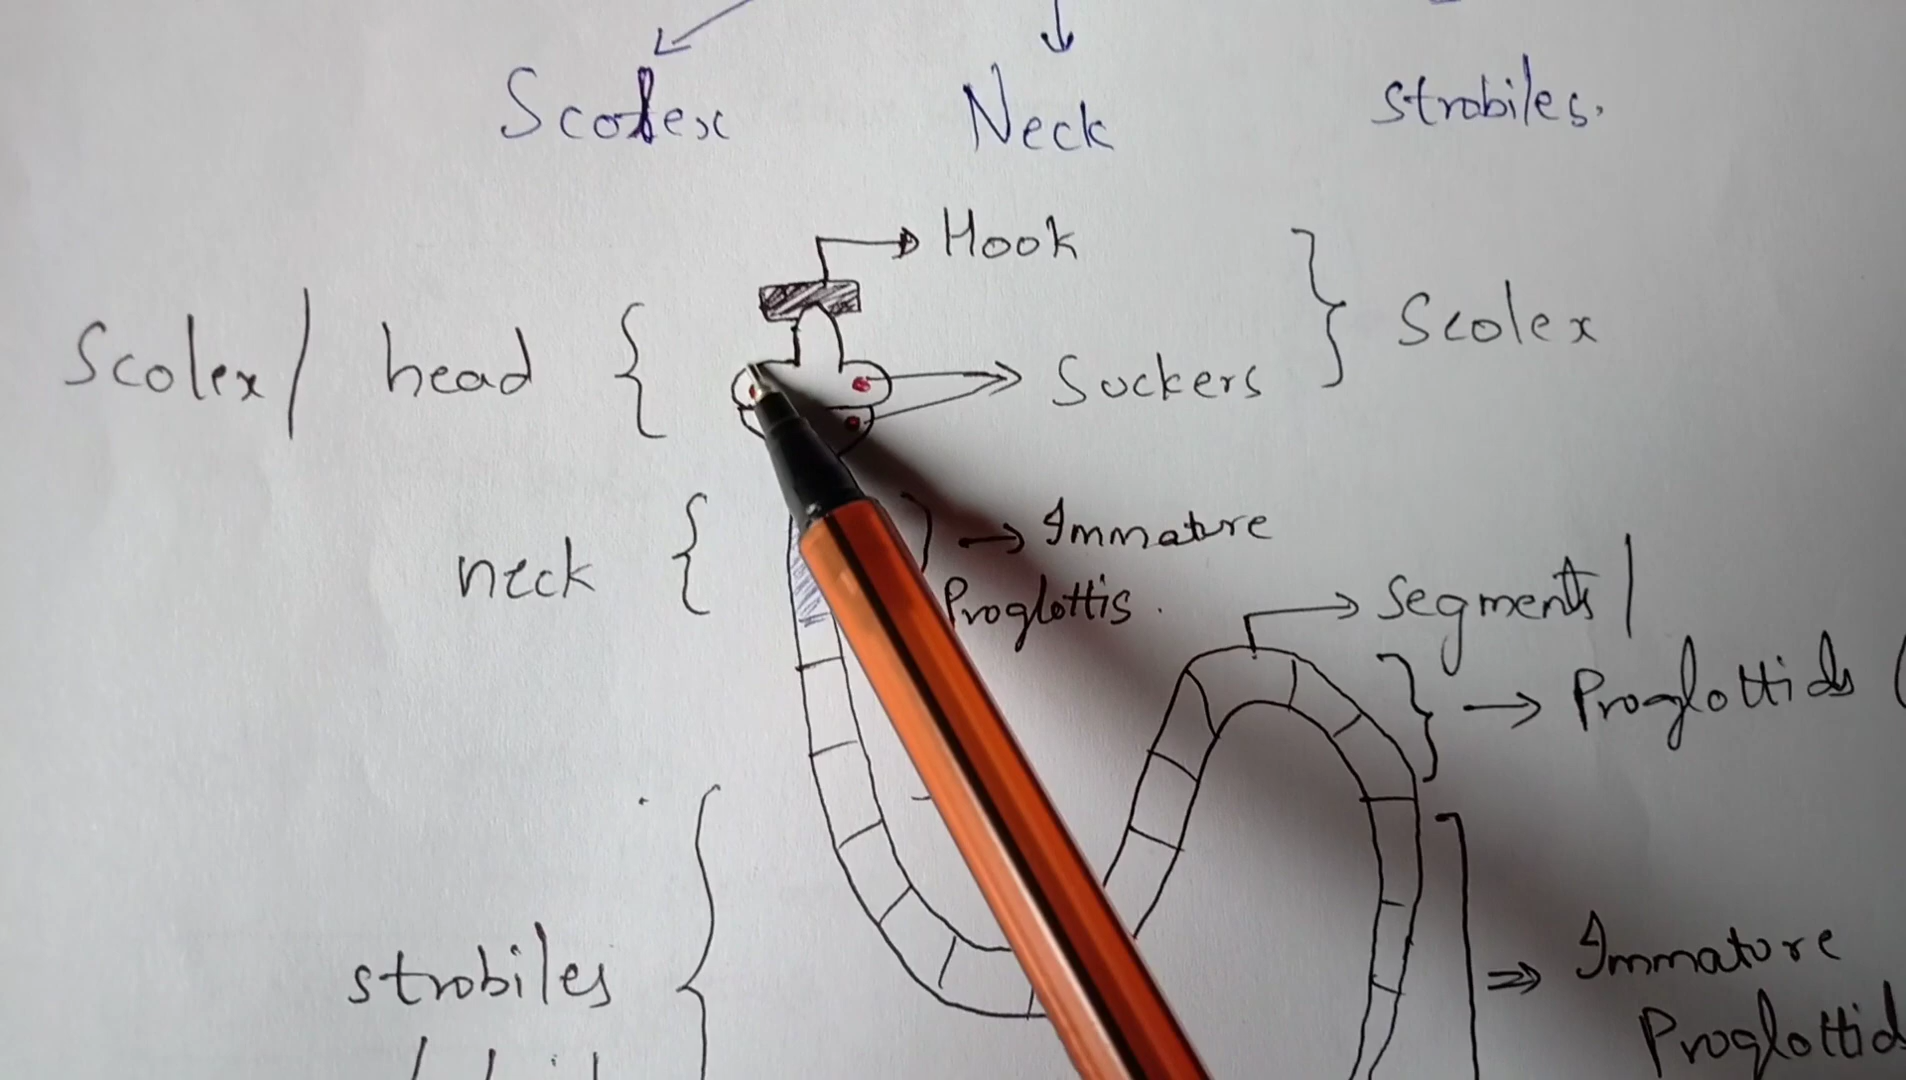 Scolex
Neck
strobiles.
Hook
Scolex / head
Suckers
Scolex
neck
Immature
Proglottis.
Segments /
Proglottids (
strobiles
Immature
Proglottid